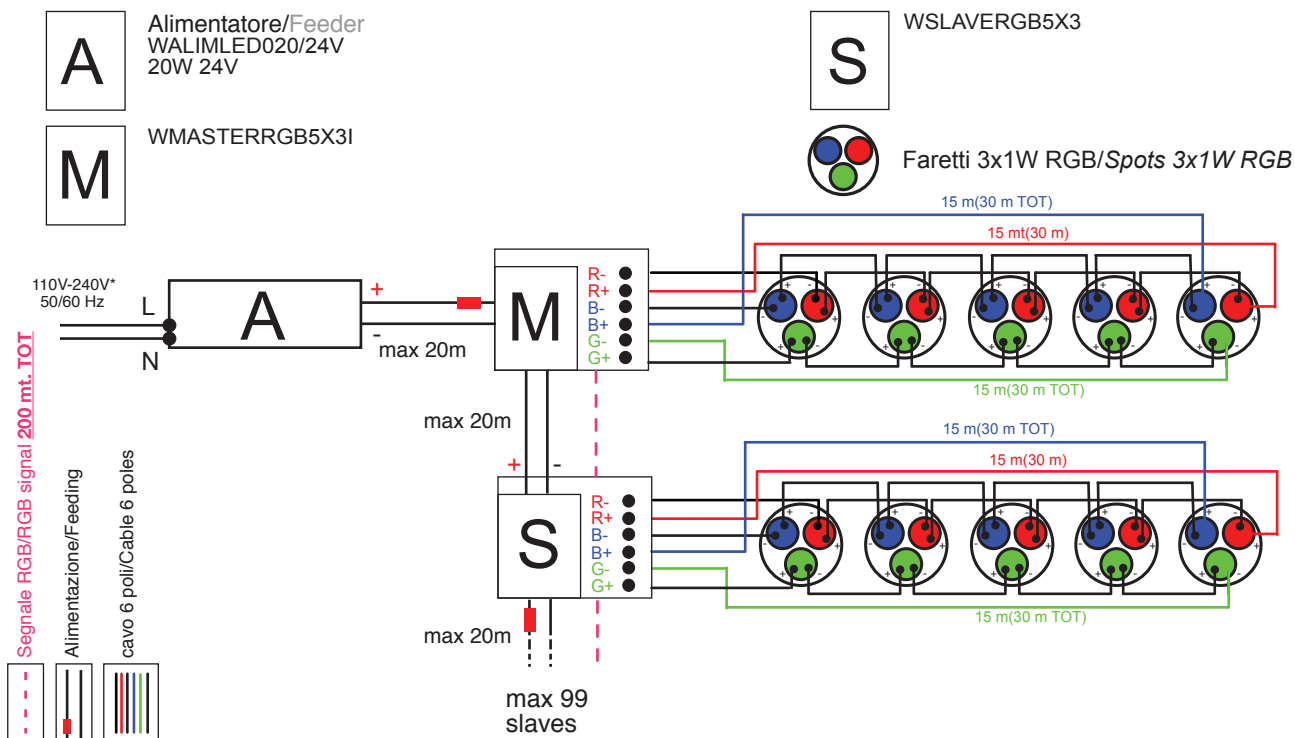 A
Alimentatore/Feeder
WALIMLED020/24V
20W 24V
M
WMASTERRGB5X3I
S
WSLAVERGB5X3
Faretti 3x1W RGB/Spots 3x1W RGB
110V-240V*
50/60 Hz
L
N
A
+
-
max 20m
M
R-
R+
B-
B+
G-
G+
15 m(30 m TOT)
15 mt(30 m)
+ - + - + - + - + -
- + - + - + - + - +
+ - + - + - + - + -
15 m(30 m TOT)
max 20m
+ -
S
R-
R+
B-
B+
G-
G+
15 m(30 m TOT)
15 m(30 m)
+ - + - + - + - + -
- + - + - + - + - +
+ - + - + - + - + -
15 m(30 m TOT)
max 20m
max 99
slaves
Segnale RGB/RGB signal 200 mt. TOT
Alimentazione/Feeding
cavo 6 poli/Cable 6 poles